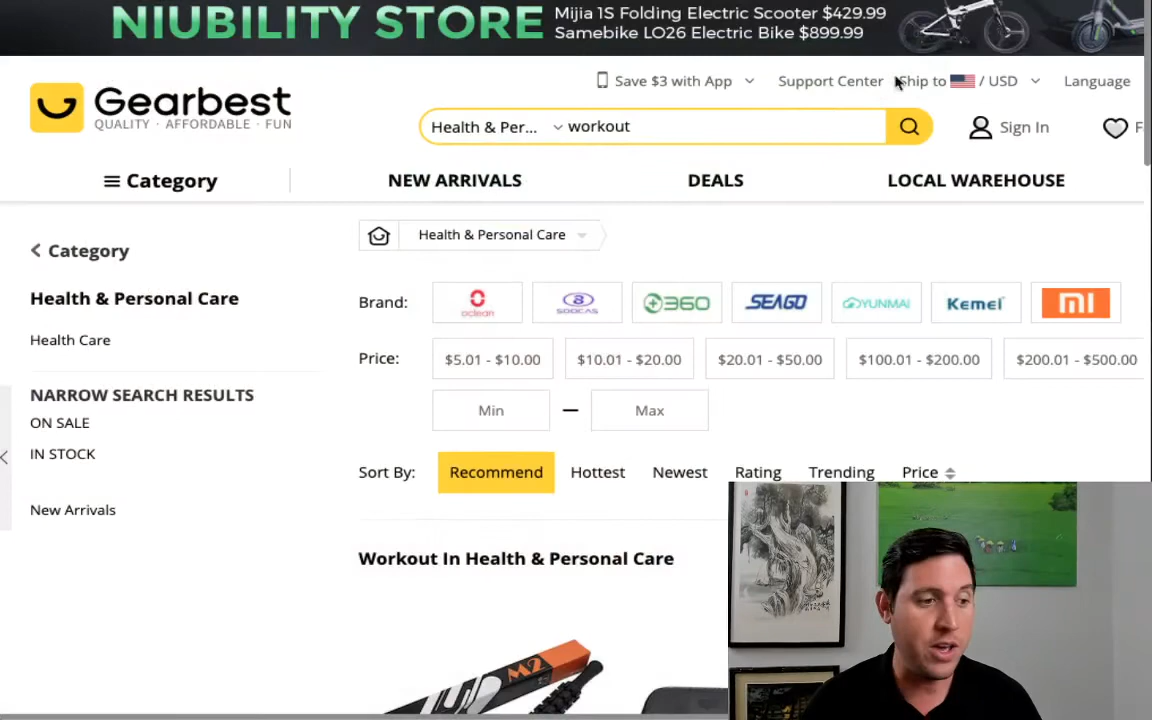 NIUBILITY STORE
Mijia 1S Folding Electric Scooter $429.99
Samebike LO26 Electric Bike $899.99
Save $3 with App
Support Center
Ship to / USD
Language
Gearbest
QUALITY · AFFORDABLE · FUN
Health & Per...
workout
Sign In
F
Category
NEW ARRIVALS
DEALS
LOCAL WAREHOUSE
Category
Health & Personal Care
Health Care
NARROW SEARCH RESULTS
ON SALE
IN STOCK
New Arrivals
Health & Personal Care
Brand:
oclean
SOOCAS
360
SEAGO
YUNMAI
Kemei
MI
Price:
$5.01 - $10.00
$10.01 - $20.00
$20.01 - $50.00
$100.01 - $200.00
$200.01 - $500.00
Min
Max
Sort By:
Recommend
Hottest
Newest
Rating
Trending
Price
Workout In Health & Personal Care
M2